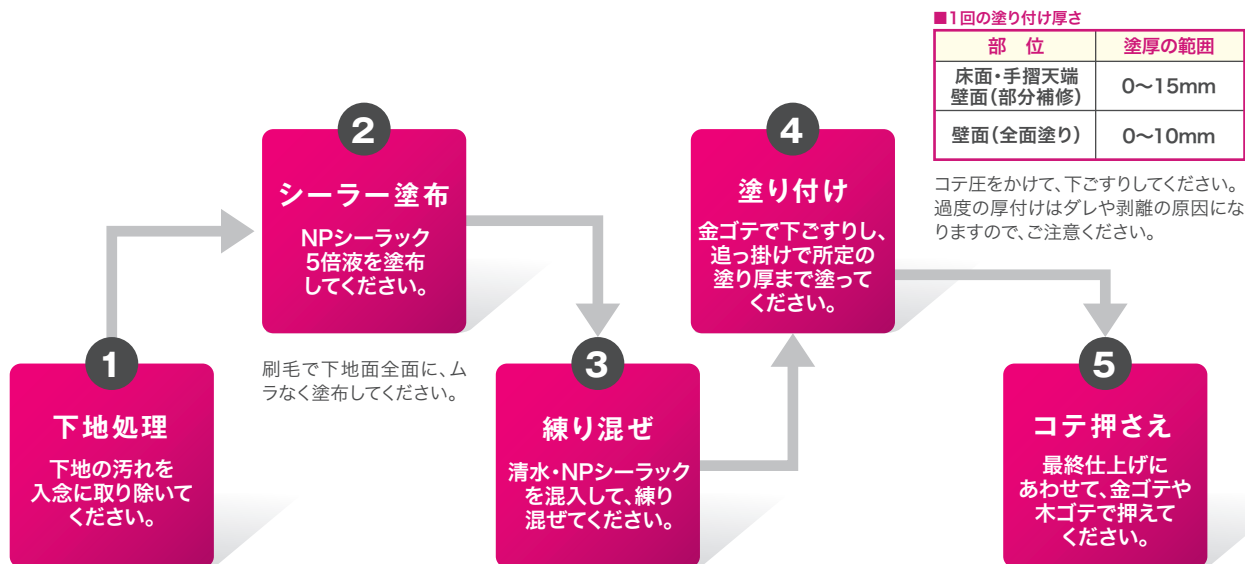 1
下地処理
下地の汚れを
入念に取り除いて
ください。
2
シーラー塗布
NPシーラック
5倍液を塗布
してください。
刷毛で下地面全面に、ム
ラなく塗布してください。
3
練り混ぜ
清水・NPシーラック
を混入して、練り
混ぜてください。
4
塗り付け
金ゴテで下ごすりし、
追っ掛けで所定の
塗り厚まで塗って
ください。
■1回の塗り付け厚さ
部 位 塗厚の範囲
床面・手摺天端
壁面(部分補修) 0〜15mm
壁面(全面塗り) 0〜10mm
コテ圧をかけて、下ごすりしてください。
過度の厚付けはダレや剥離の原因にな
りますので、ご注意ください。
5
コテ押さえ
最終仕上げに
あわせて、金ゴテや
木ゴテで押えて
ください。